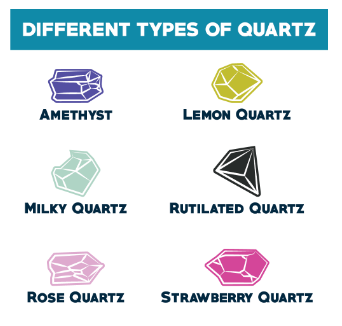 DIFFERENT TYPES OF QUARTZ
AMETHYST
LEMON QUARTZ
MILKY QUARTZ
RUTILATED QUARTZ
ROSE QUARTZ
STRAWBERRY QUARTZ